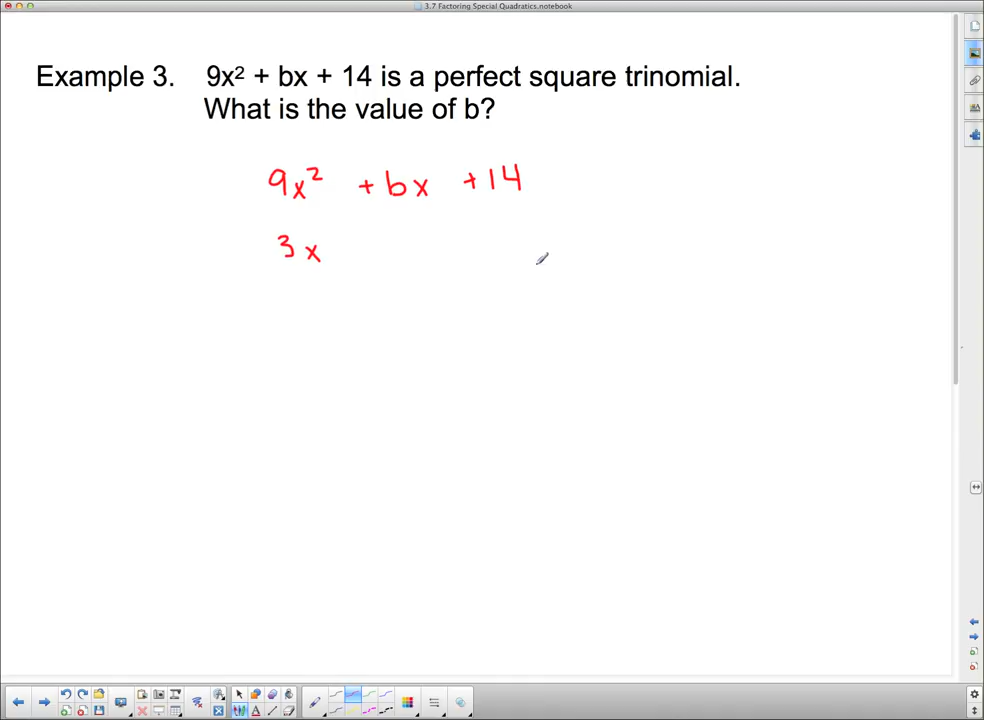 3.7 Factoring Special Quadratics.notebook
Example 3. 9x² + bx + 14 is a perfect square trinomial.
What is the value of b?
9x² + bx + 14
3x